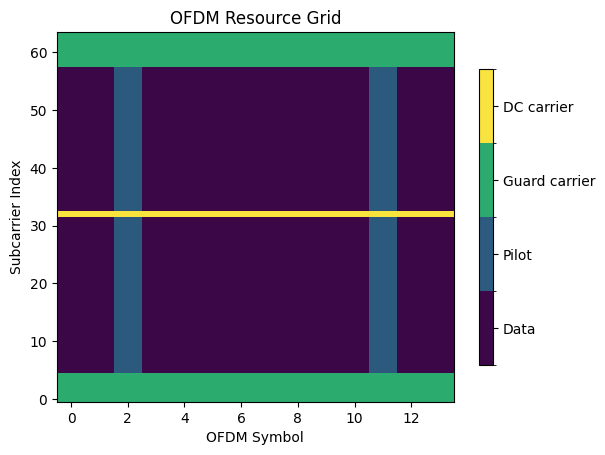 OFDM Resource Grid
60
50
40
30
20
10
0
Subcarrier Index
0 2 4 6 8 10 12
OFDM Symbol
DC carrier
Guard carrier
Pilot
Data